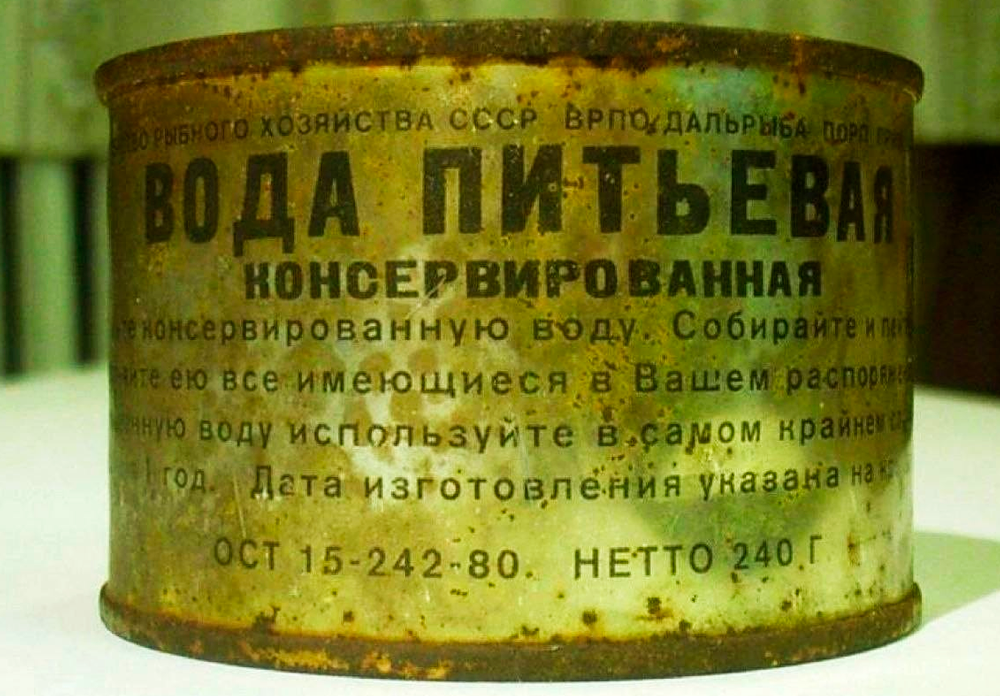 РЫБНОГО ХОЗЯЙСТВА СССР ВРПО„ДАЛЬРЫБА
ВОДА ПИТЬЕВАЯ
КОНСЕРВИРОВАННАЯ
консервированную воду. Собирайте и
ею все имеющиеся в Вашем
воду используйте в самом крайнем
1 год. Дата изготовления указана на
ОСТ 15-242-80. НЕТТО 240 Г